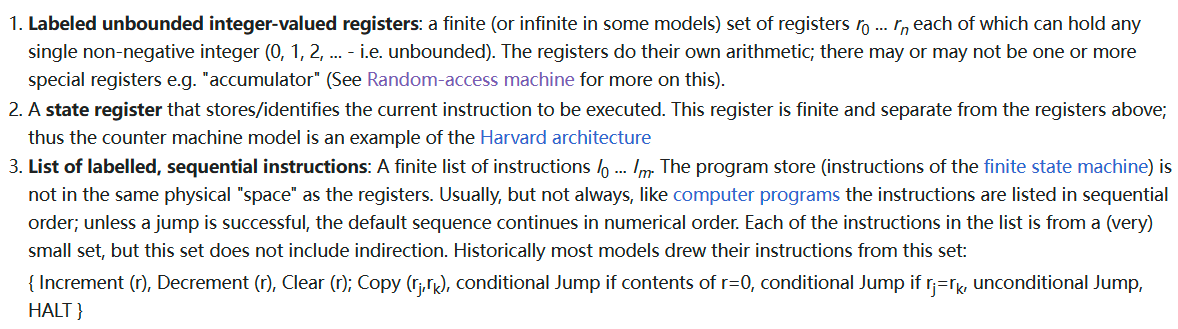 1. Labeled unbounded integer-valued registers: a finite (or infinite in some models) set of registers r0 ... rn each of which can hold any
single non-negative integer (0, 1, 2, ... - i.e. unbounded). The registers do their own arithmetic; there may or may not be one or more
special registers e.g. "accumulator" (See Random-access machine for more on this).
2. A state register that stores/identifies the current instruction to be executed. This register is finite and separate from the registers above;
thus the counter machine model is an example of the Harvard architecture
3. List of labelled, sequential instructions: A finite list of instructions I0 ... Im. The program store (instructions of the finite state machine) is
not in the same physical "space" as the registers. Usually, but not always, like computer programs the instructions are listed in sequential
order; unless a jump is successful, the default sequence continues in numerical order. Each of the instructions in the list is from a (very)
small set, but this set does not include indirection. Historically most models drew their instructions from this set:
{ Increment (r), Decrement (r), Clear (r); Copy (rj,rk), conditional Jump if contents of r=0, conditional Jump if rj=rk, unconditional Jump,
HALT }